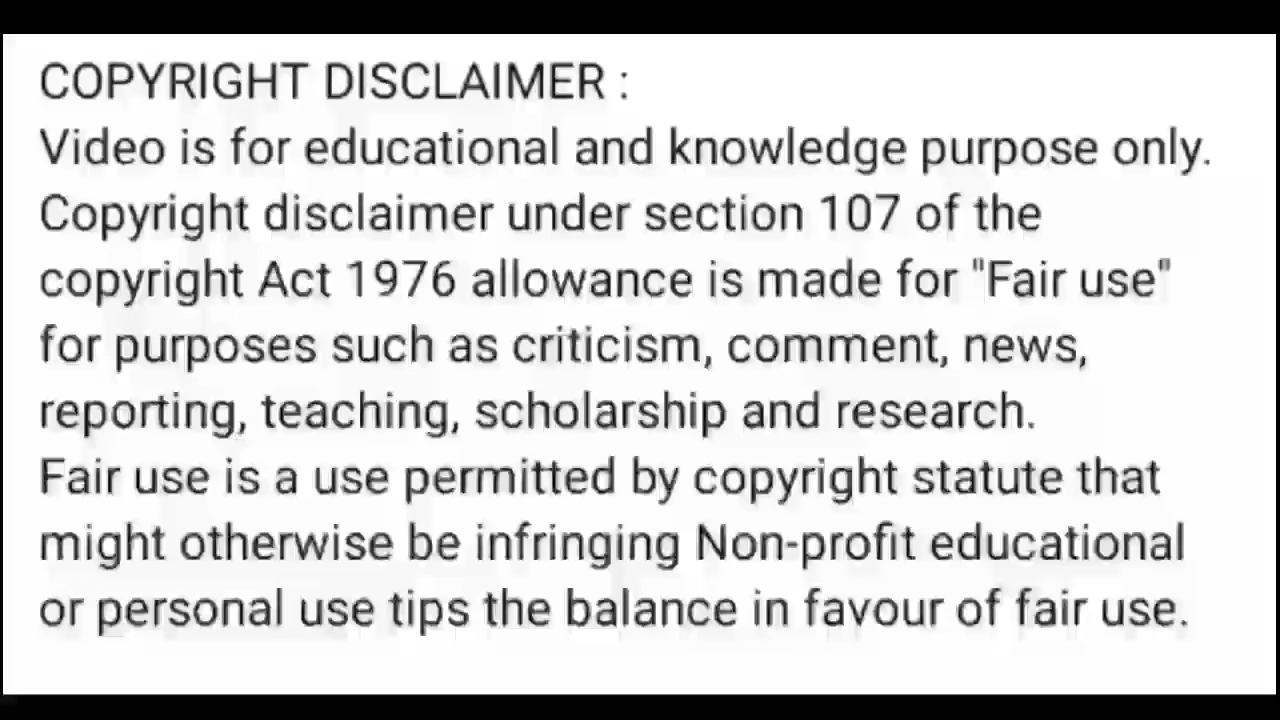 COPYRIGHT DISCLAIMER :
Video is for educational and knowledge purpose only.
Copyright disclaimer under section 107 of the
copyright Act 1976 allowance is made for "Fair use"
for purposes such as criticism, comment, news,
reporting, teaching, scholarship and research.
Fair use is a use permitted by copyright statute that
might otherwise be infringing Non-profit educational
or personal use tips the balance in favour of fair use.